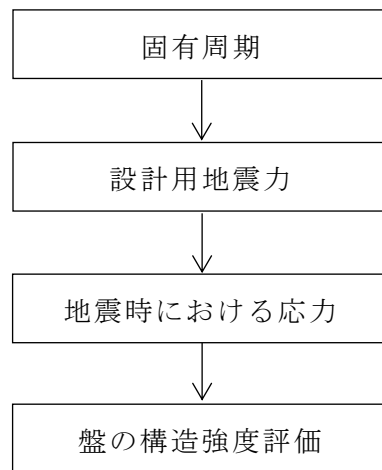 固有周期
設計用地震力
地震時における応力
盤の構造強度評価